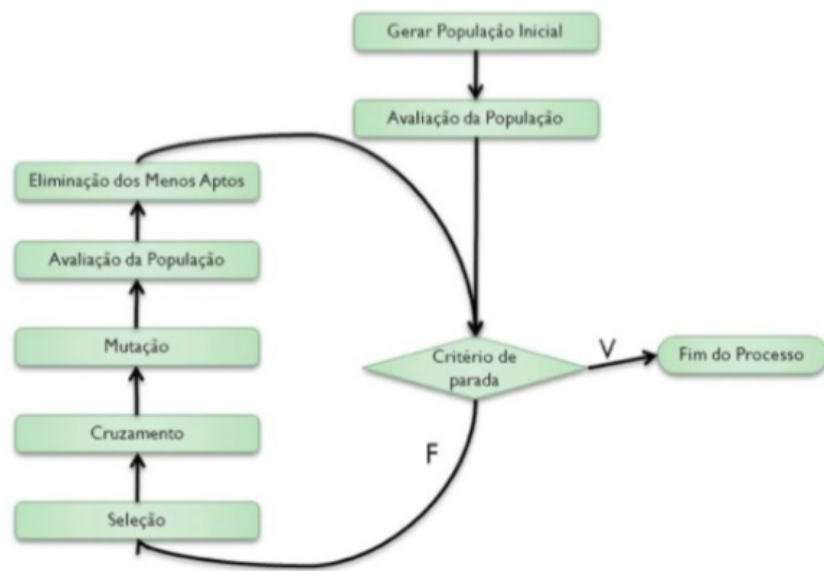 Gerar População Inicial
Avaliação da População
Eliminação dos Menos Aptos
Avaliação da População
Mutação
Cruzamento
Seleção
Critério de
parada
V
Fim do Processo
F